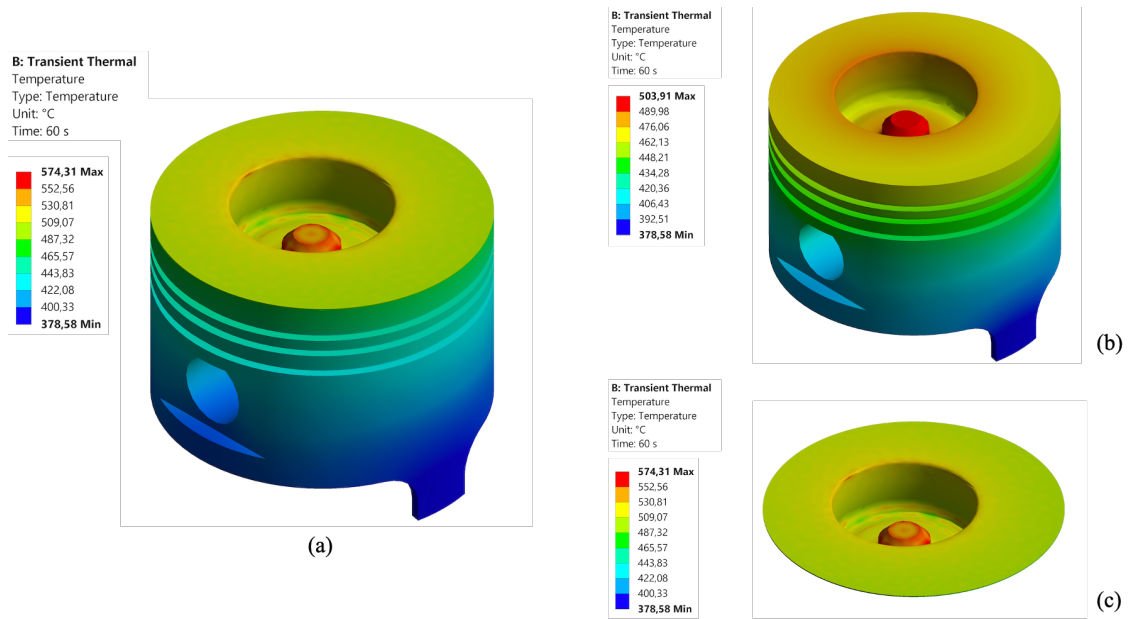 B: Transient Thermal
Temperature
Type: Temperature
Unit: °C
Time: 60 s
574,31 Max
552,56
530,81
509,07
487,32
465,57
443,83
422,08
400,33
378,58 Min
(a)
B: Transient Thermal
Temperature
Type: Temperature
Unit: °C
Time: 60 s
503,91 Max
489,98
476,06
462,13
448,21
434,28
420,36
406,43
392,51
378,58 Min
(b)
B: Transient Thermal
Temperature
Type: Temperature
Unit: °C
Time: 60 s
574,31 Max
552,56
530,81
509,07
487,32
465,57
443,83
422,08
400,33
378,58 Min
(c)